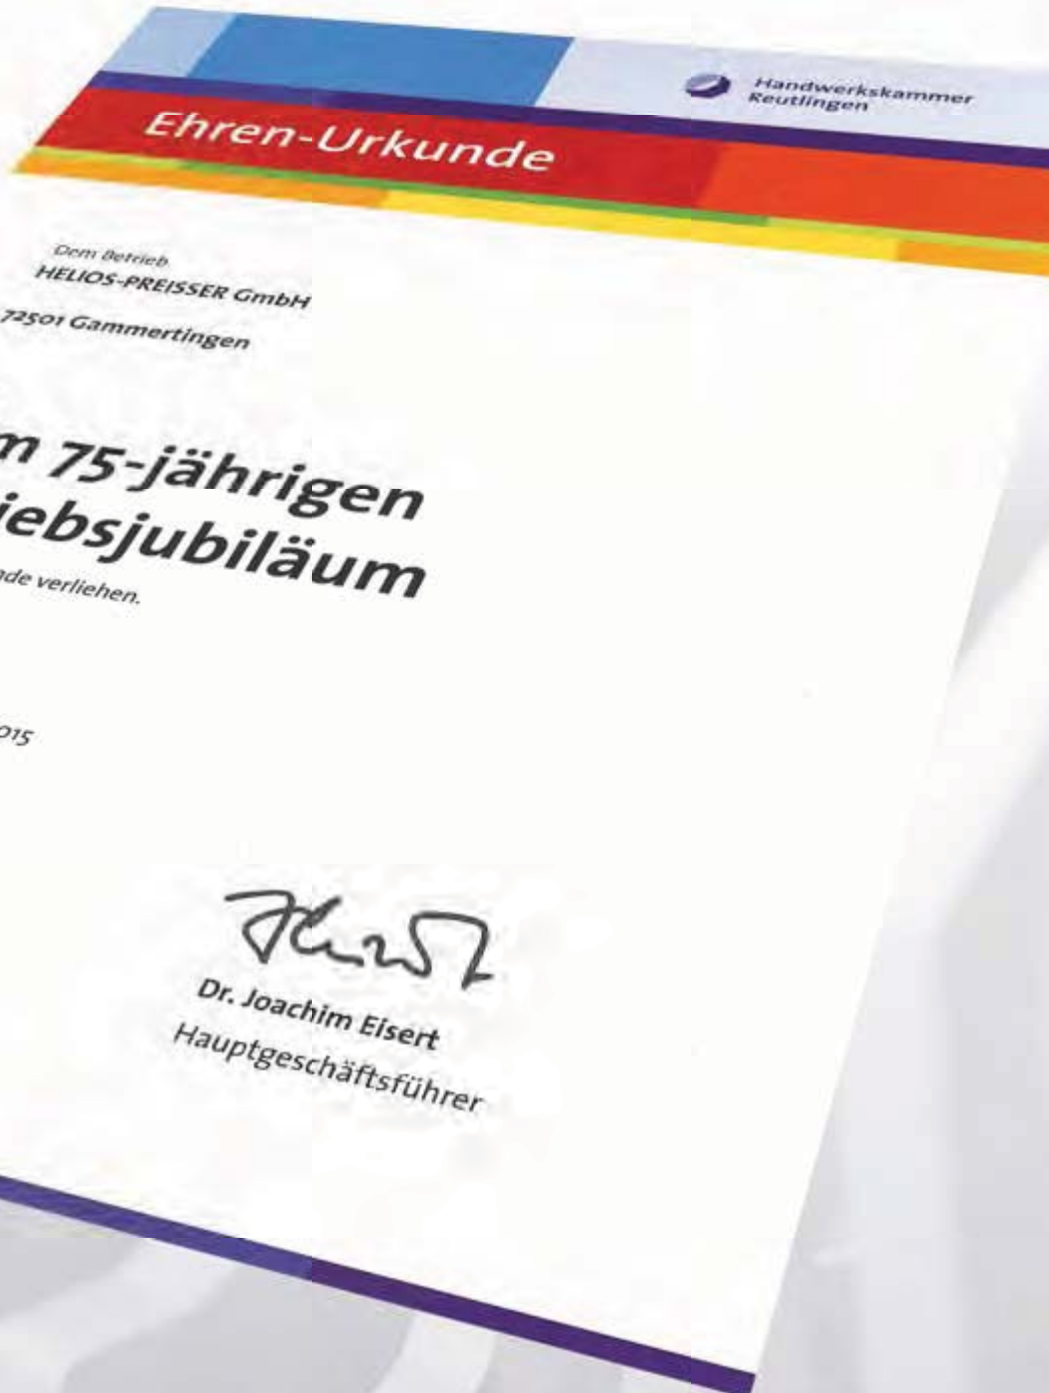 Handwerkskammer
Reutlingen
Ehren-Urkunde
Dem Betrieb
HELIOS-PREISSER GmbH
72501 Gammertingen
m 75-jährigen
iebsjubiläum
nde verliehen.
015
Dr. Joachim Eisert
Hauptgeschäftsführer